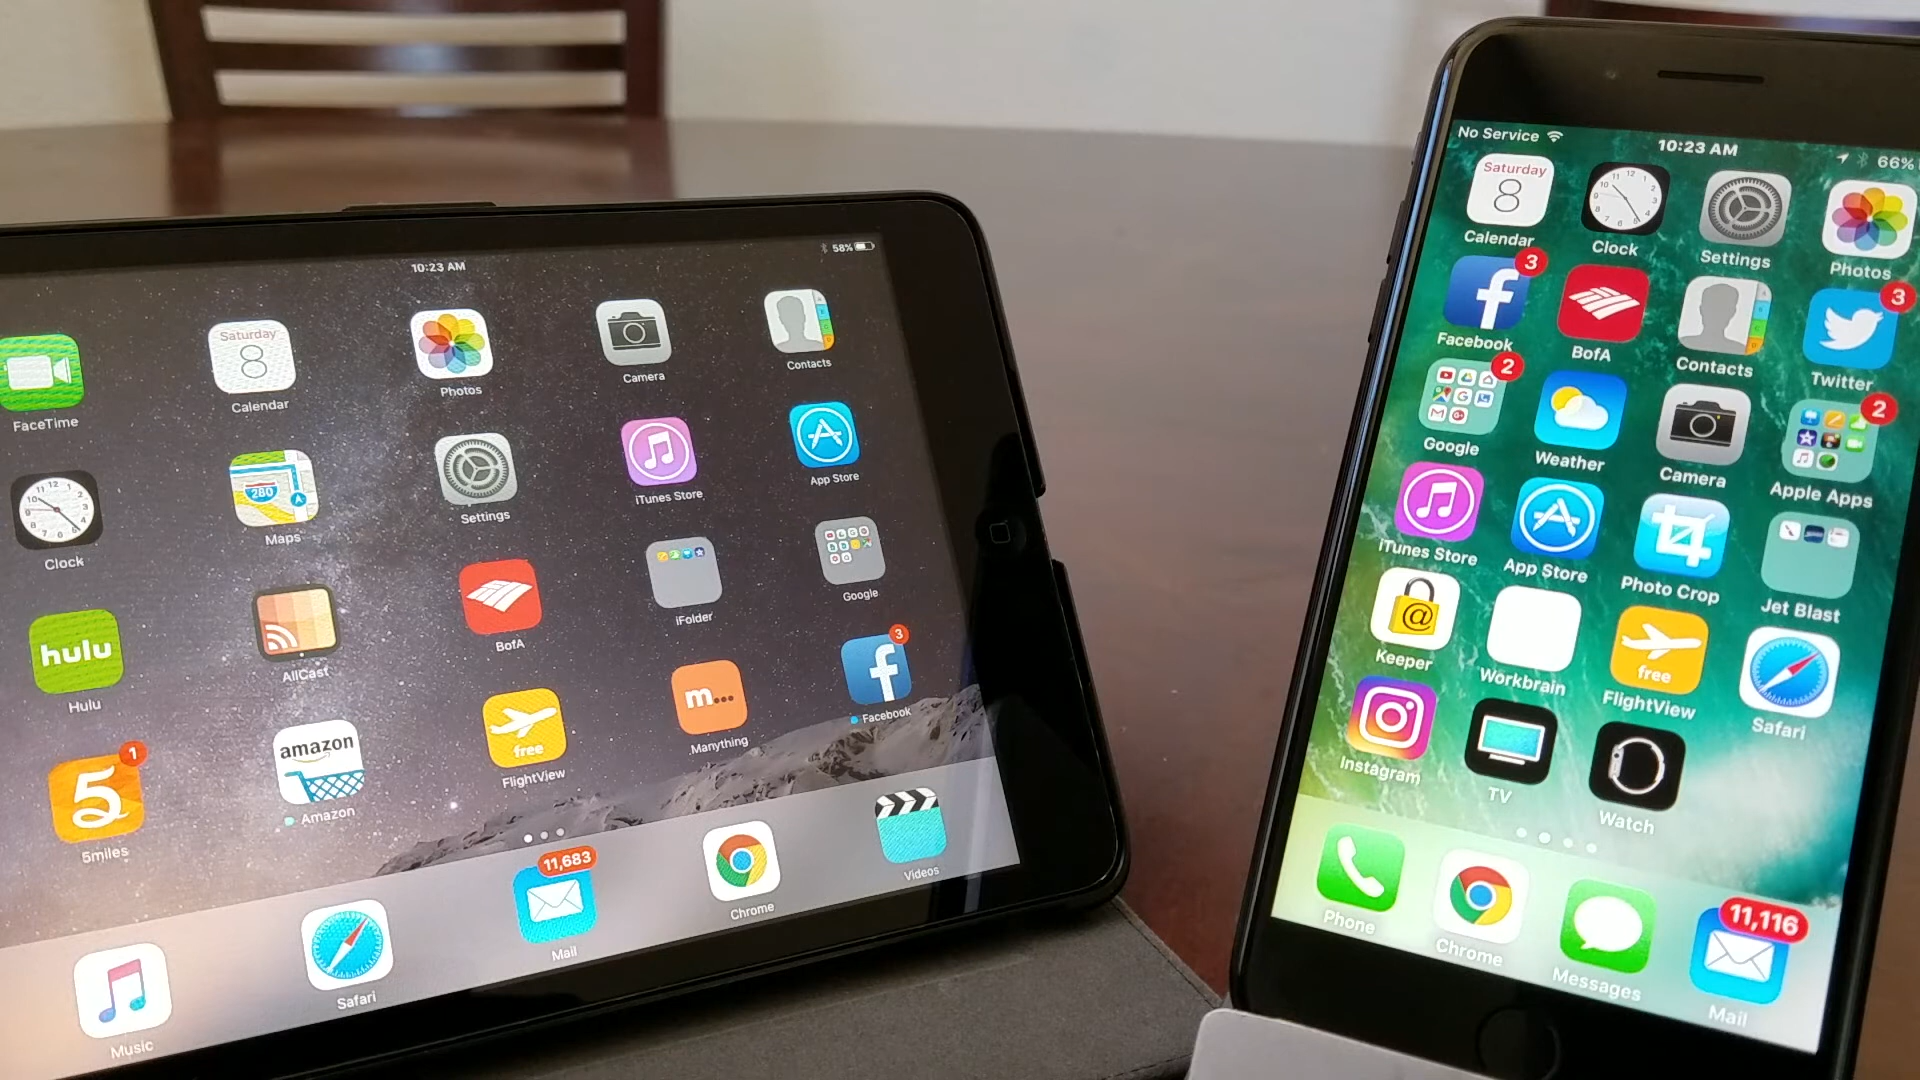 10:23 AM
58%
Saturday
8
FaceTime
Calendar
Photos
Camera
Contacts
280
Clock
Maps
Settings
iTunes Store
App Store
hulu
Hulu
AllCast
BofA
iFolder
Google
1
5
5miles
amazon
Amazon
free
FlightView
m...
Manything
3
f
Facebook
11,683
Music
Safari
Mail
Chrome
Videos
No Service
10:23 AM
66%
Saturday
8
Calendar
Clock
Settings
Photos
3
f
Facebook
BofA
Contacts
3
Twitter
2
Google
Weather
Camera
2
Apple Apps
iTunes Store
App Store
Photo Crop
Jet Blast
@
Keeper
Workbrain
free
FlightView
Safari
Instagram
TV
Watch
Phone
Chrome
Messages
11,116
Mail